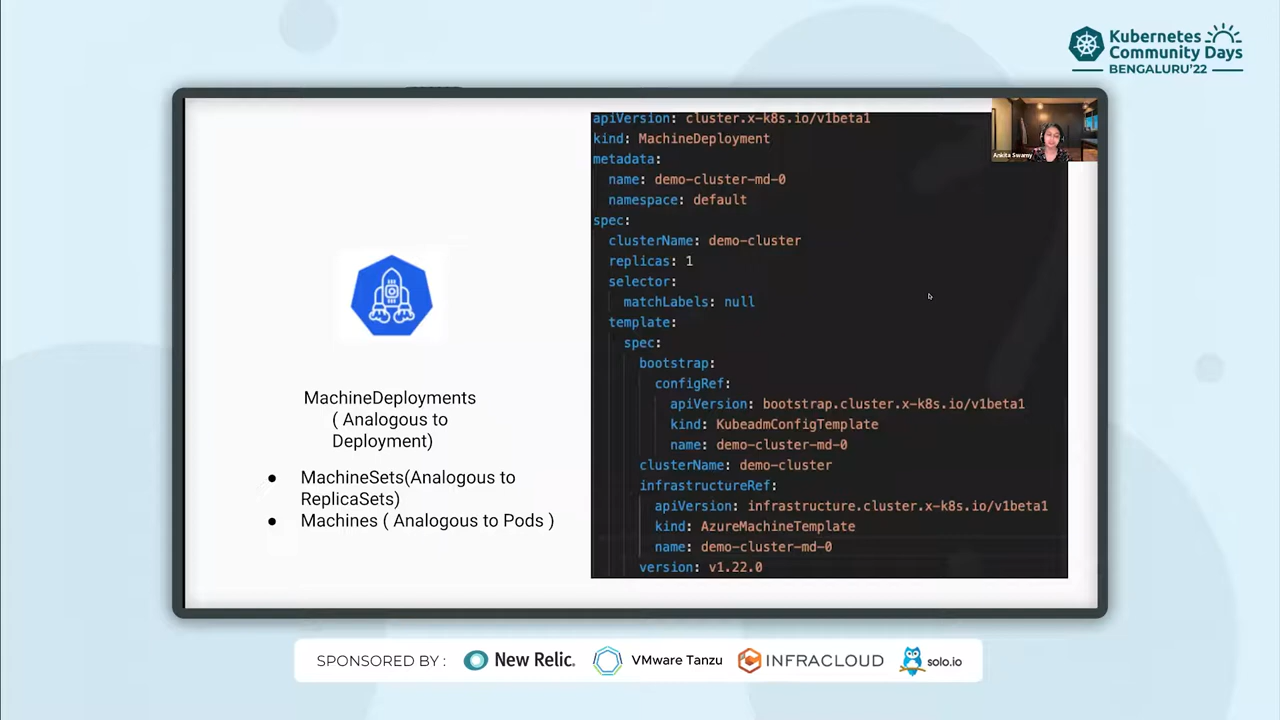 Kubernetes
Community Days
BENGALURU'22
apiVersion: cluster.x-k8s.io/v1beta1
kind: MachineDeployment
metadata:
name: demo-cluster-md-0
namespace: default
spec:
clusterName: demo-cluster
replicas: 1
selector:
matchLabels: null
template:
spec:
bootstrap:
configRef:
apiVersion: bootstrap.cluster.x-k8s.io/v1beta1
kind: KubeadmConfigTemplate
name: demo-cluster-md-0
clusterName: demo-cluster
infrastructureRef:
apiVersion: infrastructure.cluster.x-k8s.io/v1beta1
kind: AzureMachineTemplate
name: demo-cluster-md-0
version: v1.22.0
Ankita Swamy
MachineDeployments
( Analogous to
Deployment)
● MachineSets(Analogous to
ReplicaSets)
● Machines ( Analogous to Pods )
SPONSORED BY : New Relic. VMware Tanzu INFRACLOUD solo.io